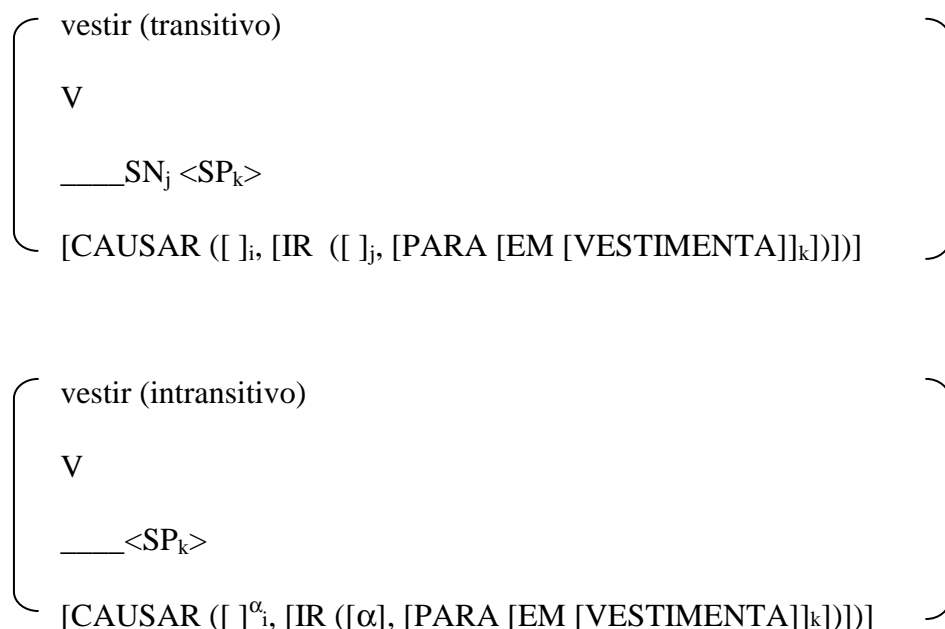 vestir (transitivo)
V
____SNj <SPk>
[CAUSAR ([ ]i, [IR ([ ]j, [PARA [EM [VESTIMENTA]]k])])]
vestir (intransitivo)
V
____<SPk>
[CAUSAR ([ ]αi, [IR ([α], [PARA [EM [VESTIMENTA]]k])])]